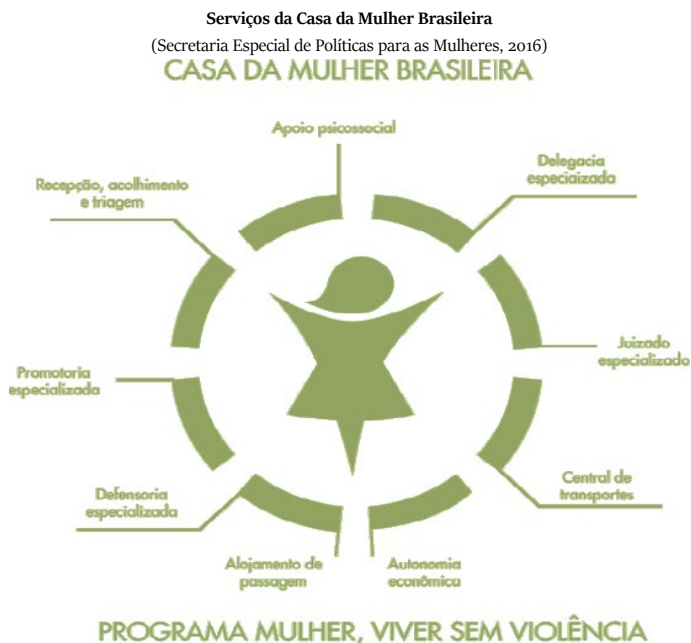 Serviços da Casa da Mulher Brasileira
(Secretaria Especial de Políticas para as Mulheres, 2016)
CASA DA MULHER BRASILEIRA
Apoio psicossocial
Delegacia
especiaizada
Recepção, acolhimento
e triagem
Juizado
especializado
Promotoria
especializada
Central de
transportes
Defensoria
especializada
Alojamento de
passagem
Autonomia
econômica
PROGRAMA MULHER, VIVER SEM VIOLÊNCIA